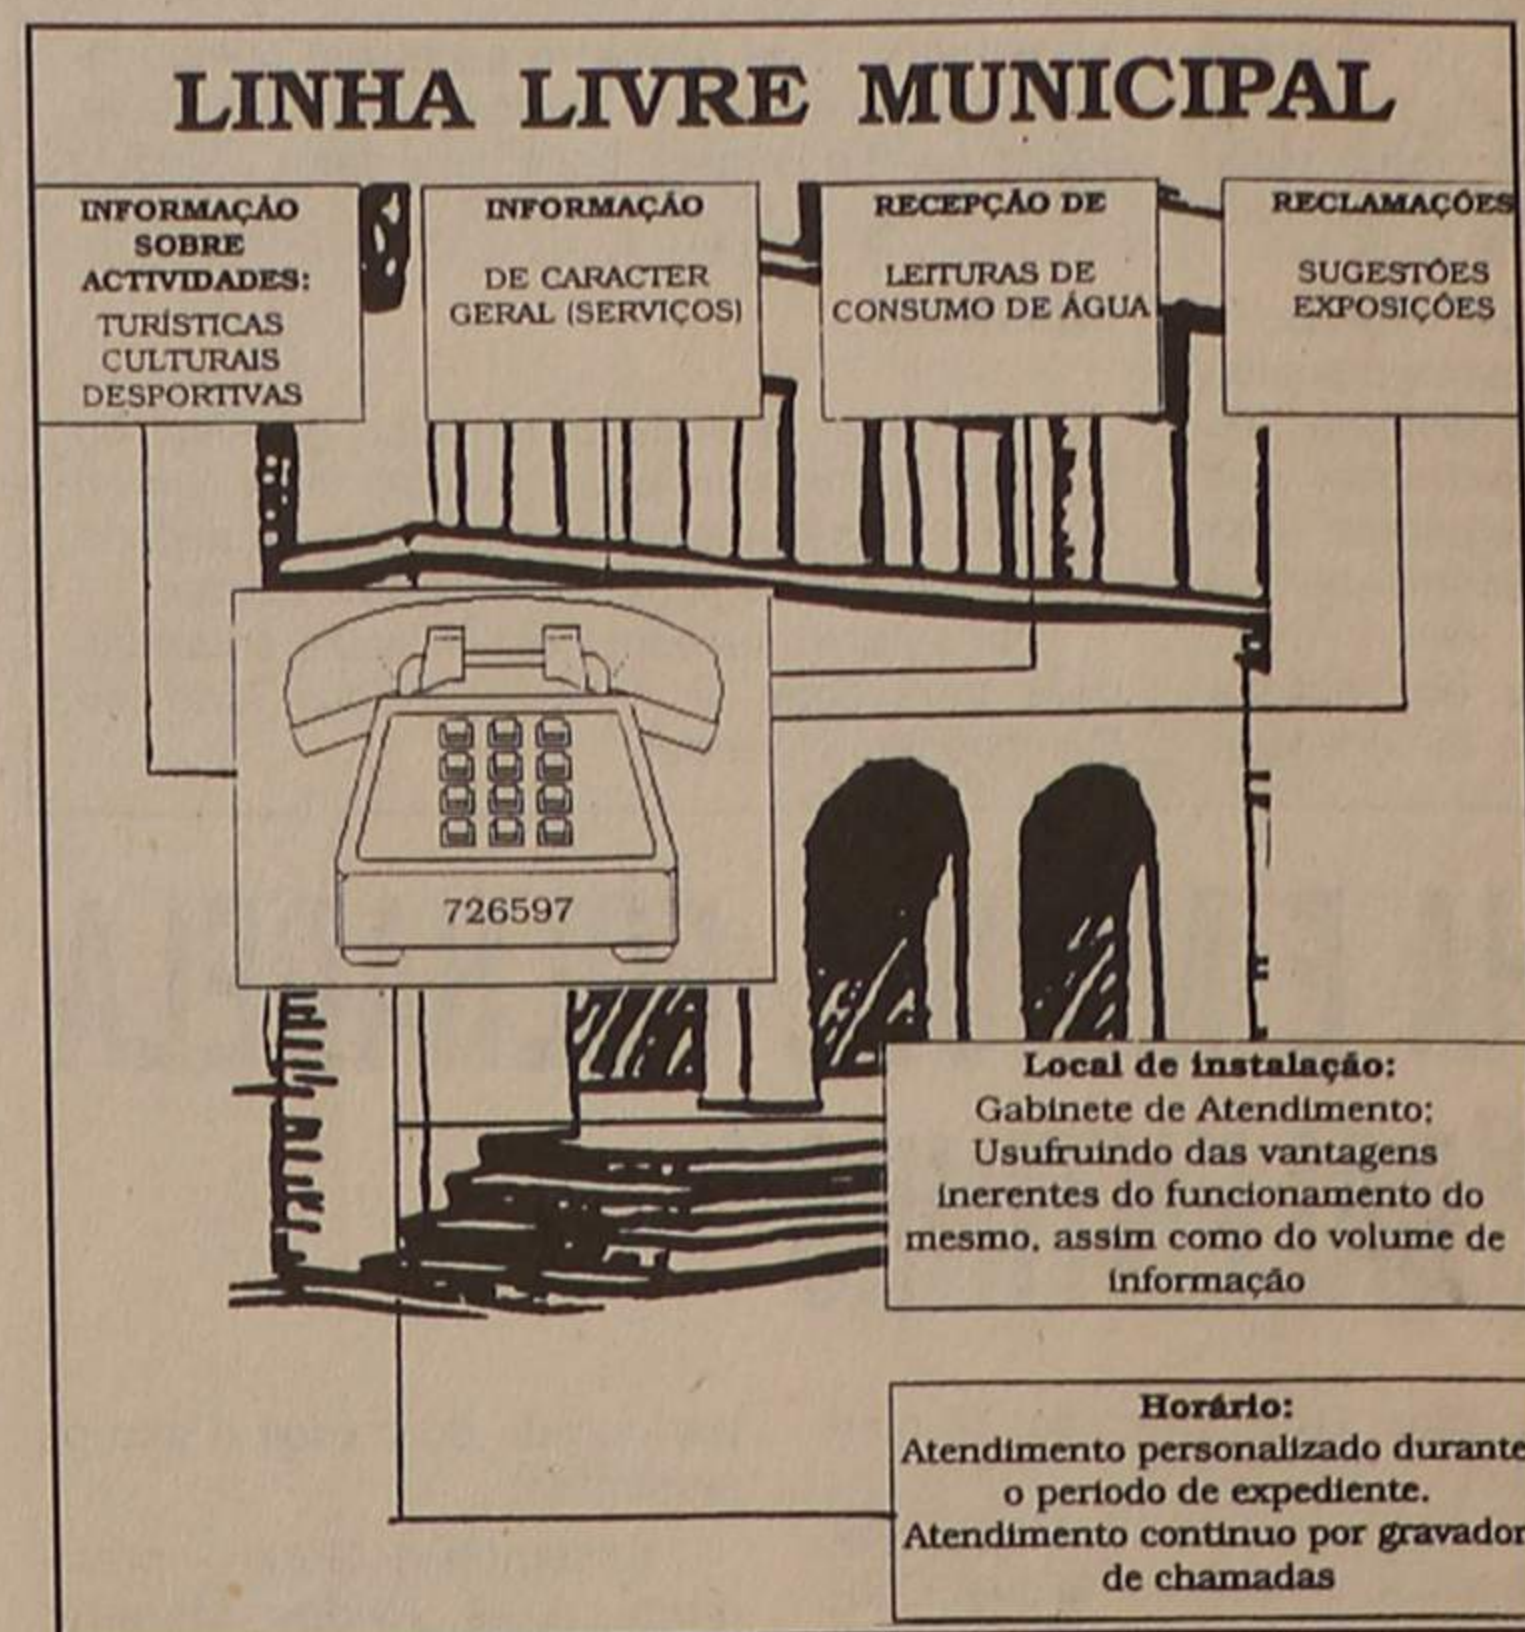 LINHA LIVRE MUNICIPAL
INFORMAÇÃO
SOBRE
ACTIVIDADES:
TURÍSTICAS
CULTURAIS
DESPORTIVAS
INFORMAÇÃO
DE CARACTER
GERAL (SERVIÇOS)
RECEPÇÃO DE
LEITURAS DE
CONSUMO DE ÁGUA
RECLAMAÇÕES
SUGESTÕES
EXPOSIÇÕES
726597
Local de instalação:
Gabinete de Atendimento;
Usufruindo das vantagens
inerentes do funcionamento do
mesmo, assim como do volume de
informação
Horário:
Atendimento personalizado durante
o periodo de expediente.
Atendimento continuo por gravador
de chamadas